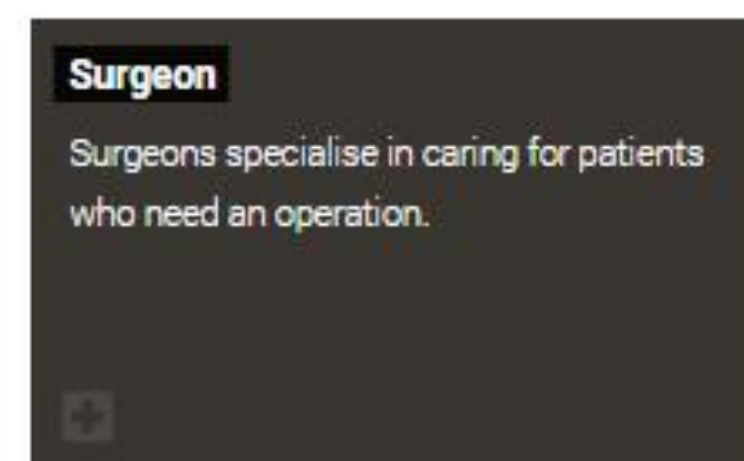 Surgeon
Surgeons specialise in caring for patients
who need an operation.